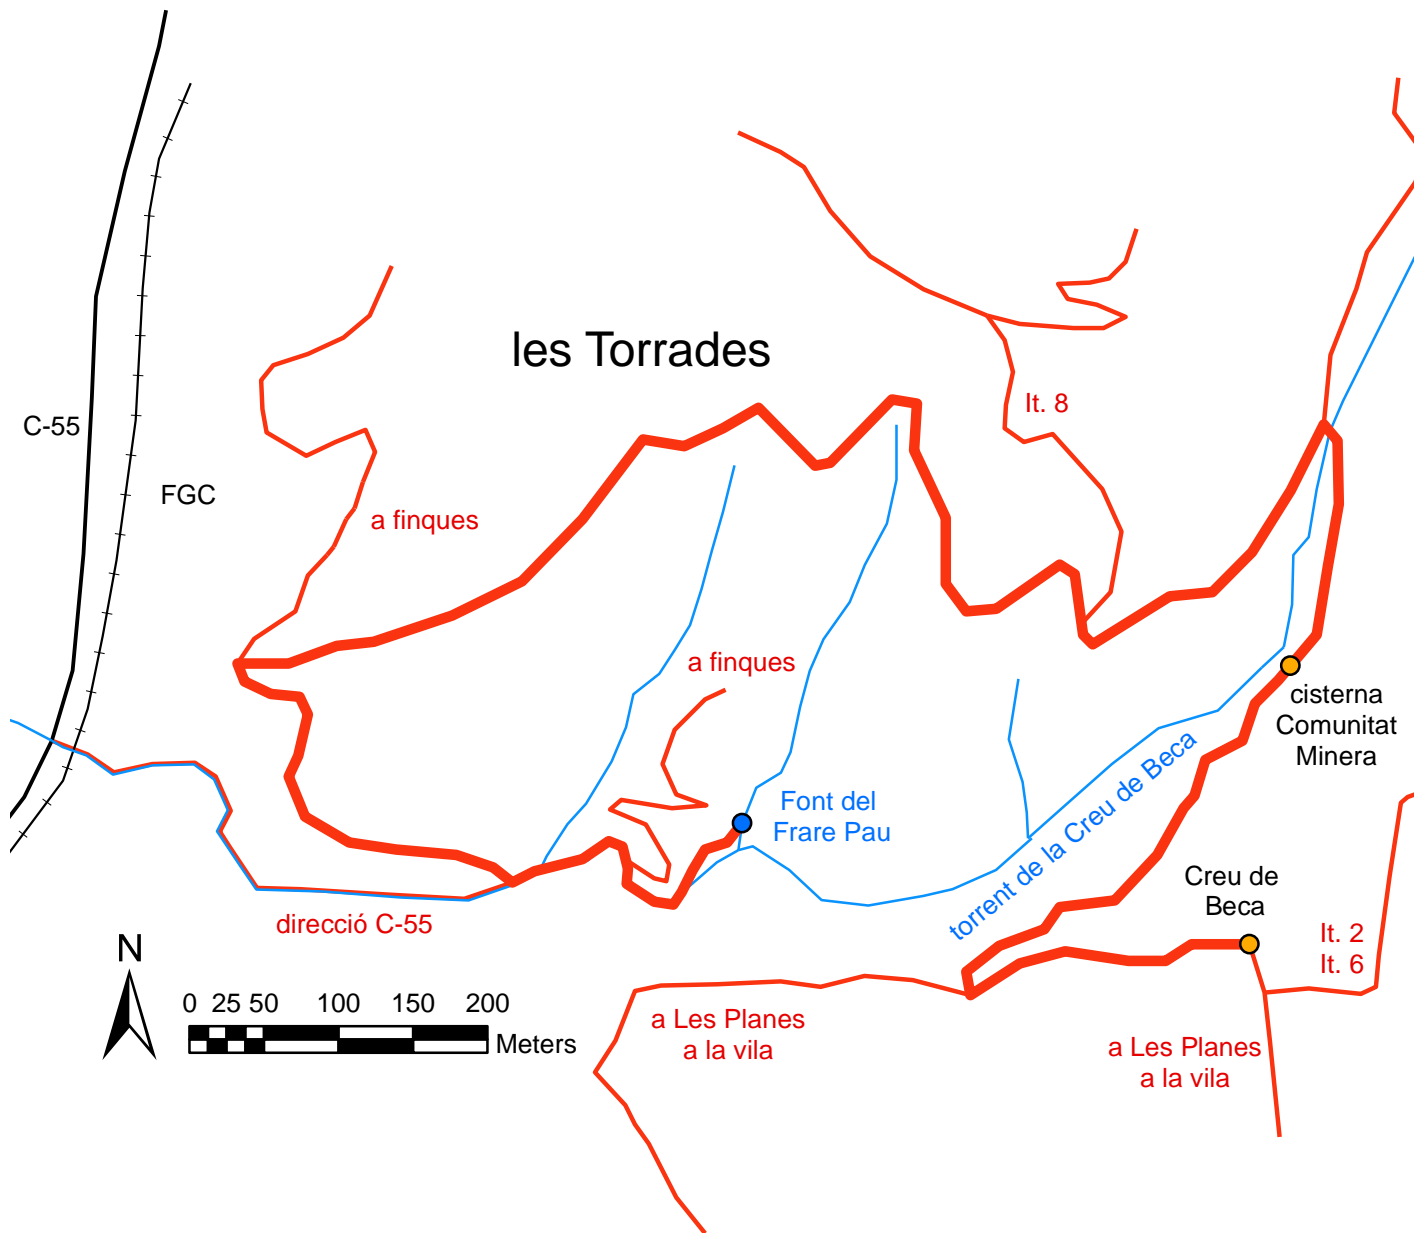 les Torrades
It. 8
C-55
FGC
a finques
a finques
cisterna
Comunitat
Minera
torrent de la Creu de Beca
Font del
Frare Pau
Creu de
Beca
direcció C-55
It. 2
It. 6
N
0 25 50 100 150 200
Meters
a Les Planes
a la vila
a Les Planes
a la vila